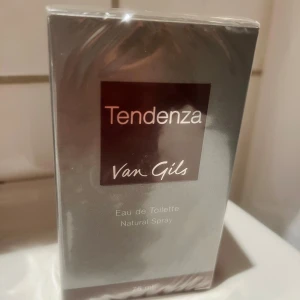 Tendenza
Van Gils
Eau de Toilette
Natural Spray